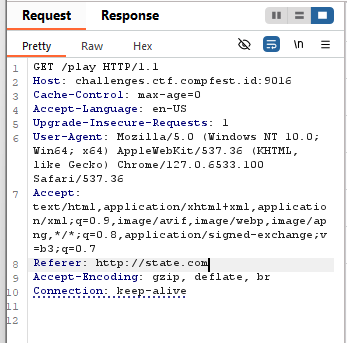 Request Response
Pretty Raw Hex \n
1 GET /play HTTP/1.1
2 Host: challenges.ctf.compfest.id:9016
3 Cache-Control: max-age=0
4 Accept-Language: en-US
5 Upgrade-Insecure-Requests: 1
6 User-Agent: Mozilla/5.0 (Windows NT 10.0;
Win64; x64) AppleWebKit/537.36 (KHTML,
like Gecko) Chrome/127.0.6533.100
Safari/537.36
7 Accept:
text/html,application/xhtml+xml,applicatio
n/xml;q=0.9,image/avif,image/webp,image/ap
ng,*/*;q=0.8,application/signed-exchange;v
=b3;q=0.7
8 Referer: http://state.com
9 Accept-Encoding: gzip, deflate, br
10 Connection: keep-alive
11
12